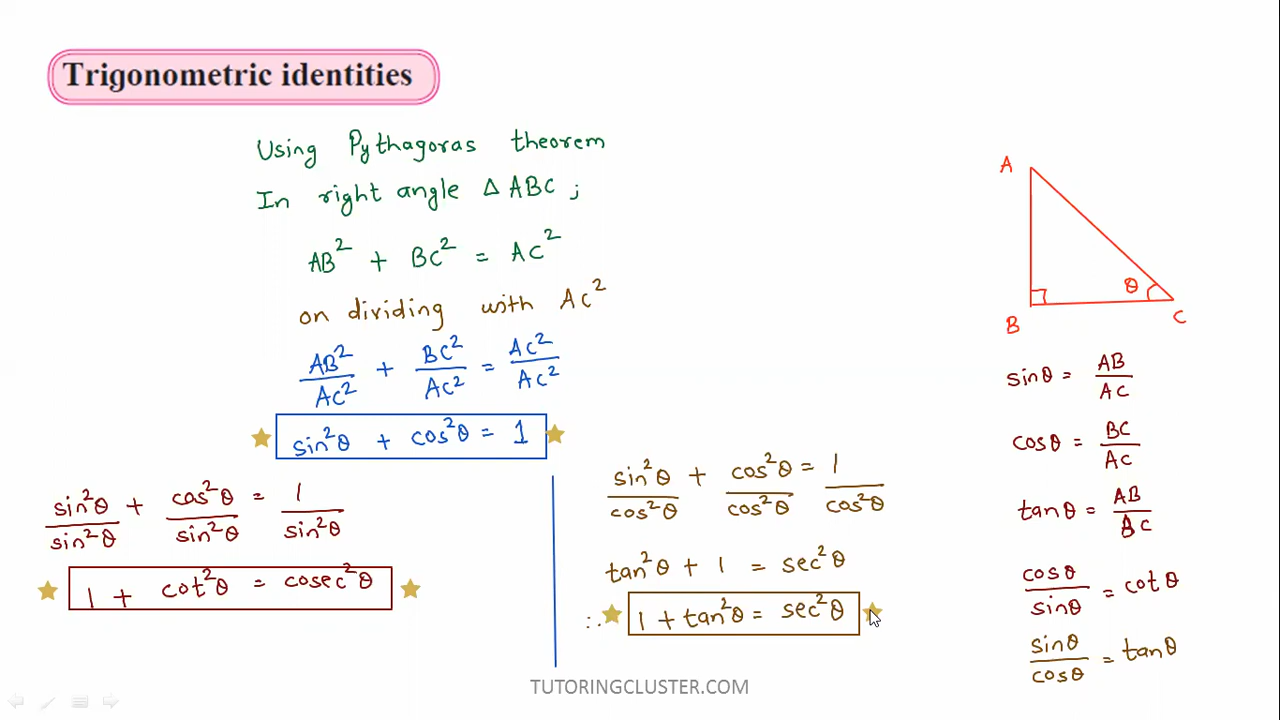 Trigonometric identities
Using Pythagoras theorem
In right angle Δ ABC ;
AB² + BC² = AC²
on dividing with AC²
AB²/AC² + BC²/AC² = AC²/AC²
sin²θ + cos²θ = 1
sin²θ/sin²θ + cos²θ/sin²θ = 1/sin²θ
1 + cot²θ = cosec²θ
sin²θ/cos²θ + cos²θ/cos²θ = 1/cos²θ
tan²θ + 1 = sec²θ
∴ 1 + tan²θ = sec²θ
A
θ
B
C
sinθ = AB/AC
cosθ = BC/AC
tanθ = AB/BC
cosθ/sinθ = cotθ
sinθ/cosθ = tanθ
TUTORINGCLUSTER.COM